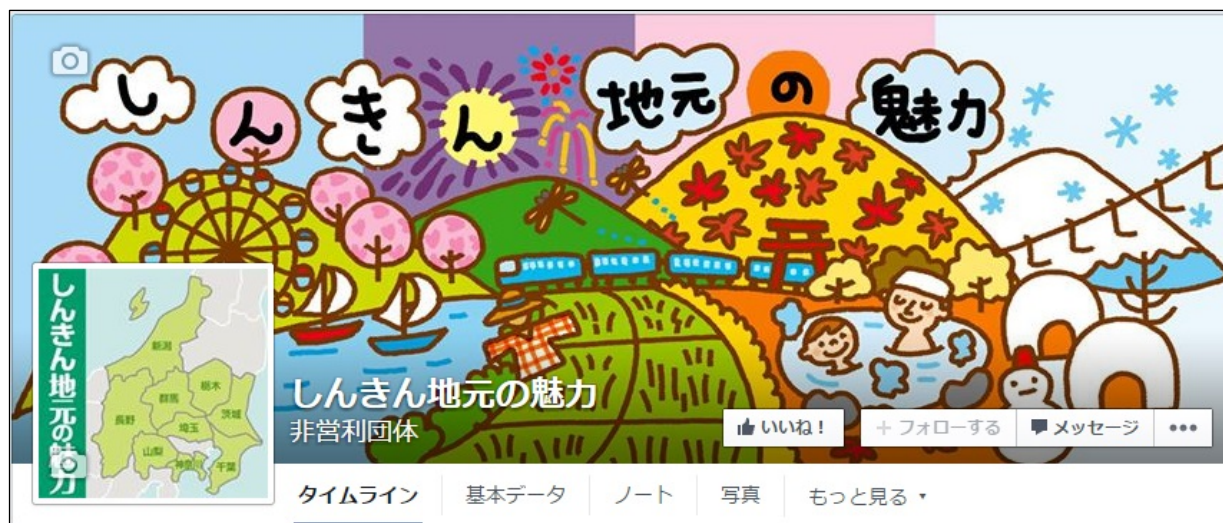 しんきん地元の魅力
しんきん地元の魅力
新潟
栃木
群馬
茨城
長野
埼玉
山梨
神奈川
千葉
しんきん地元の魅力
非営利団体
いいね！
+ フォローする
メッセージ
•••
タイムライン
基本データ
ノート
写真
もっと見る